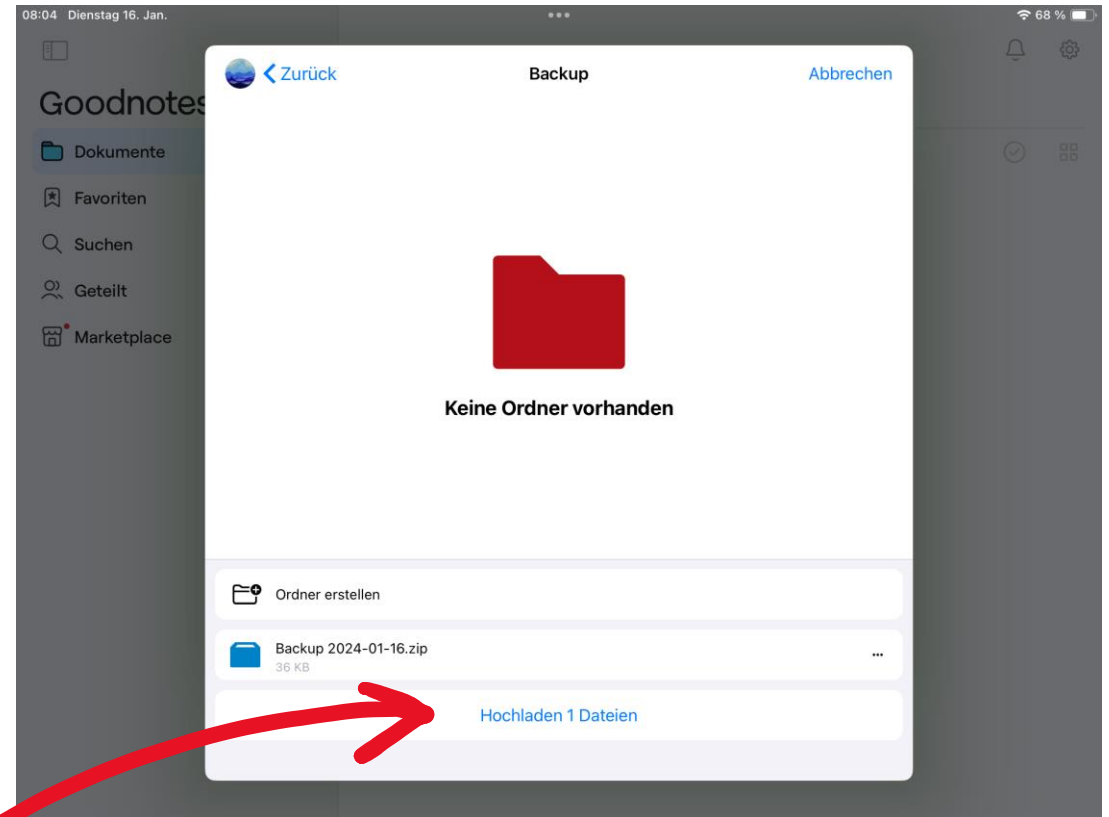 08:04 Dienstag 16. Jan.
68 %
Zurück
Backup
Abbrechen
Goodnotes
Dokumente
Favoriten
Suchen
Geteilt
Marketplace
Keine Ordner vorhanden
Ordner erstellen
Backup 2024-01-16.zip
36 KB
Hochladen 1 Dateien